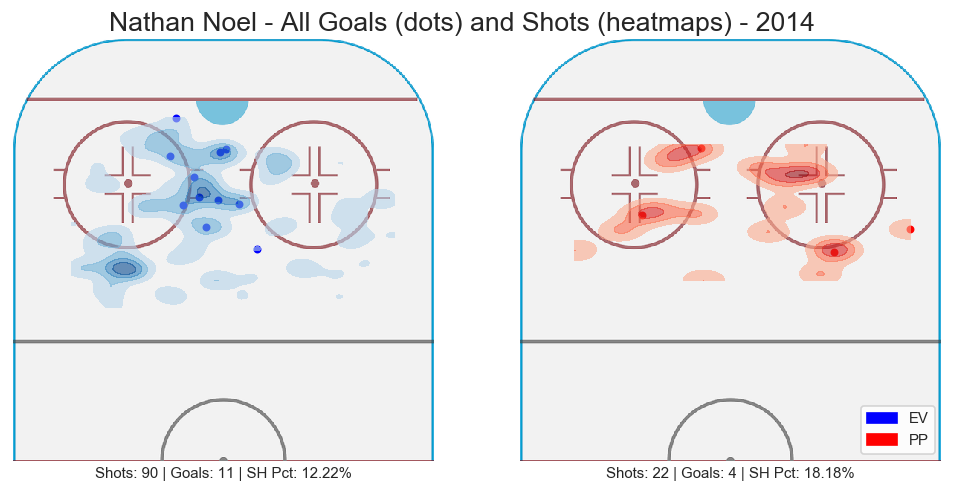 Nathan Noel - All Goals (dots) and Shots (heatmaps) - 2014
EV
PP
Shots: 90 | Goals: 11 | SH Pct: 12.22%
Shots: 22 | Goals: 4 | SH Pct: 18.18%